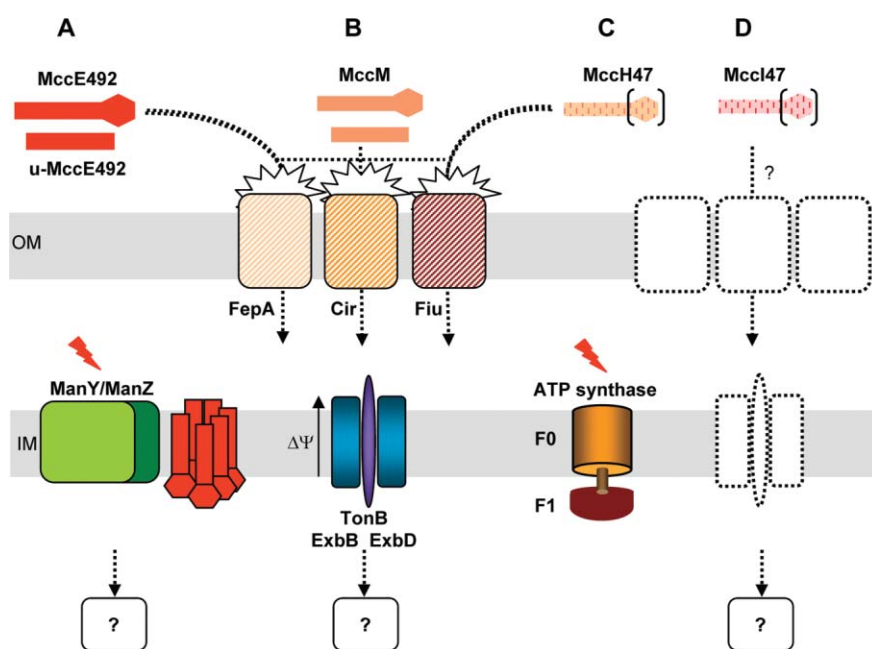 A
B
C
D
MccE492
MccM
MccH47
MccI47
u-MccE492
?
OM
FepA
Cir
Fiu
ManY/ManZ
ATP synthase
IM
ΔΨ
F0
F1
TonB
ExbB ExbD
?
?
?